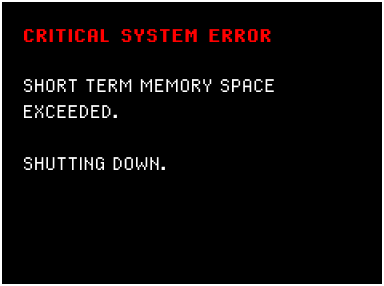 CRITICAL SYSTEM ERROR
SHORT TERM MEMORY SPACE
EXCEEDED.
SHUTTING DOWN.